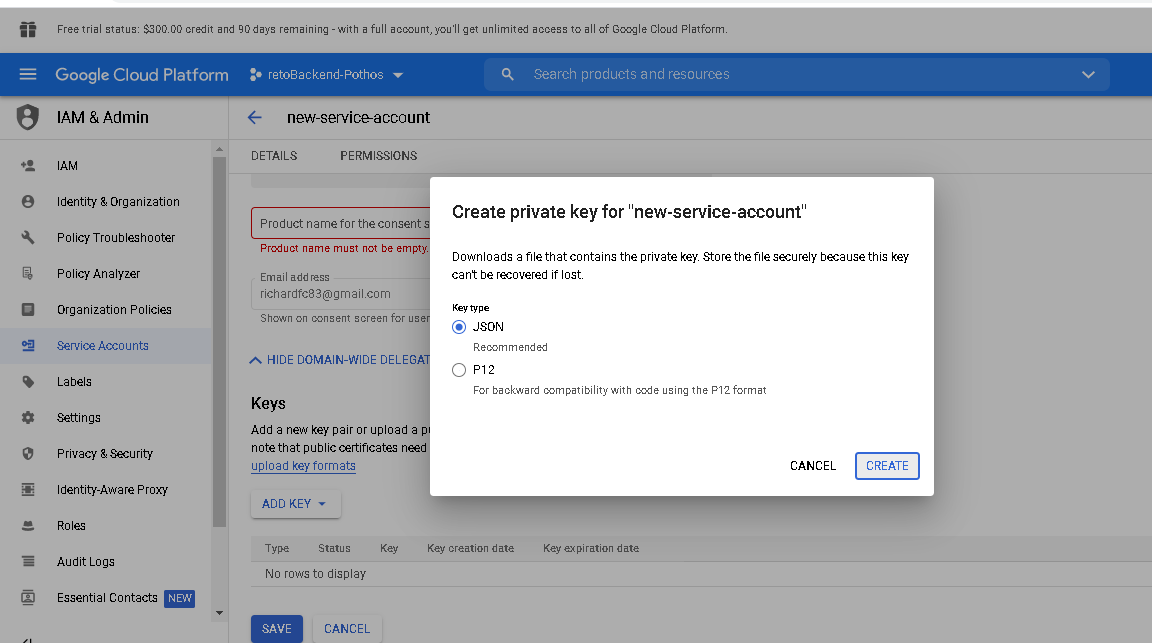 Free trial status: $300.00 credit and 90 days remaining - with a full account, you'll get unlimited access to all of Google Cloud Platform.
Google Cloud Platform
retoBackend-Pothos
Search products and resources
IAM & Admin
IAM
Identity & Organization
Policy Troubleshooter
Policy Analyzer
Organization Policies
Service Accounts
Labels
Settings
Privacy & Security
Identity-Aware Proxy
Roles
Audit Logs
Essential Contacts NEW
new-service-account
DETAILS PERMISSIONS
Product name for the consent s
Product name must not be empty.
Email address
richardfc83@gmail.com
Shown on consent screen for user
HIDE DOMAIN-WIDE DELEGAT
Keys
Add a new key pair or upload a pu
note that public certificates need
upload key formats
ADD KEY
Type Status Key Key creation date Key expiration date
No rows to display
SAVE CANCEL
Create private key for "new-service-account"
Downloads a file that contains the private key. Store the file securely because this key
can't be recovered if lost.
Key type
JSON
Recommended
P12
For backward compatibility with code using the P12 format
CANCEL CREATE